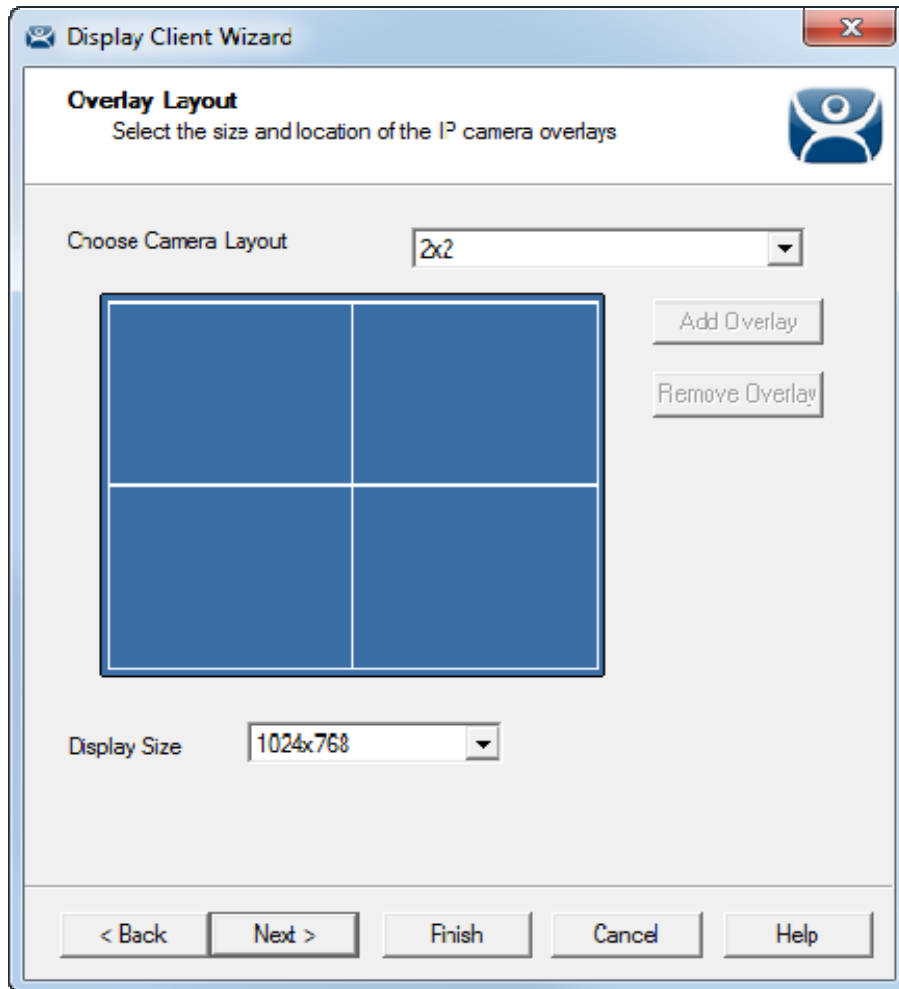 Display Client Wizard
Overlay Layout
Select the size and location of the IP camera overlays
Choose Camera Layout
2x2
Add Overlay
Remove Overlay
Display Size
1024x768
< Back
Next >
Finish
Cancel
Help